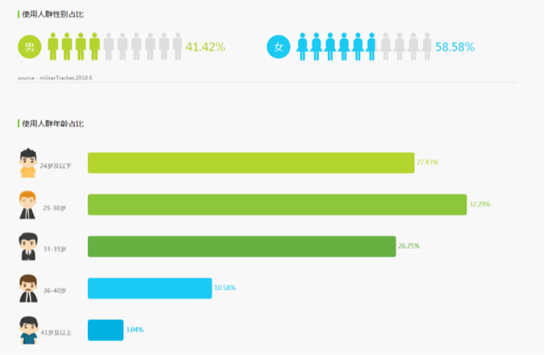 使用人群性别占比
男 41.42% 女 58.58%
source：mUserTracker.2018.6
使用人群年龄占比
24岁及以下 27.83%
25-30岁 32.29%
31-35岁 26.25%
36-40岁 10.58%
41岁及以上 3.04%